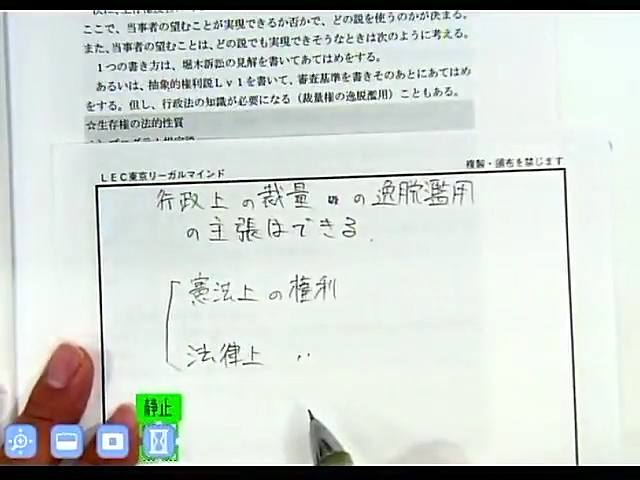 ここで、当事者の望むことが実現できるか否かで、どの説を使うのかが決まる。
また、当事者の望むことは、どの説でも実現できそうなときは次のように考える。
１つの書き方は、堀木訴訟の見解を書いてあてはめをする。
あるいは、抽象的権利説Ｌｖ１を書いて、審査基準を書きそのあとにあてはめ
をする。但し、行政法の知識が必要になる（裁量権の逸脱濫用）こともある。
☆生存権の法的性質
ＬＥＣ東京リーガルマインド
複製・頒布を禁じます
行政上の裁量の逸脱濫用
の主張はできる.
憲法上の権利
法律上 〃
静止